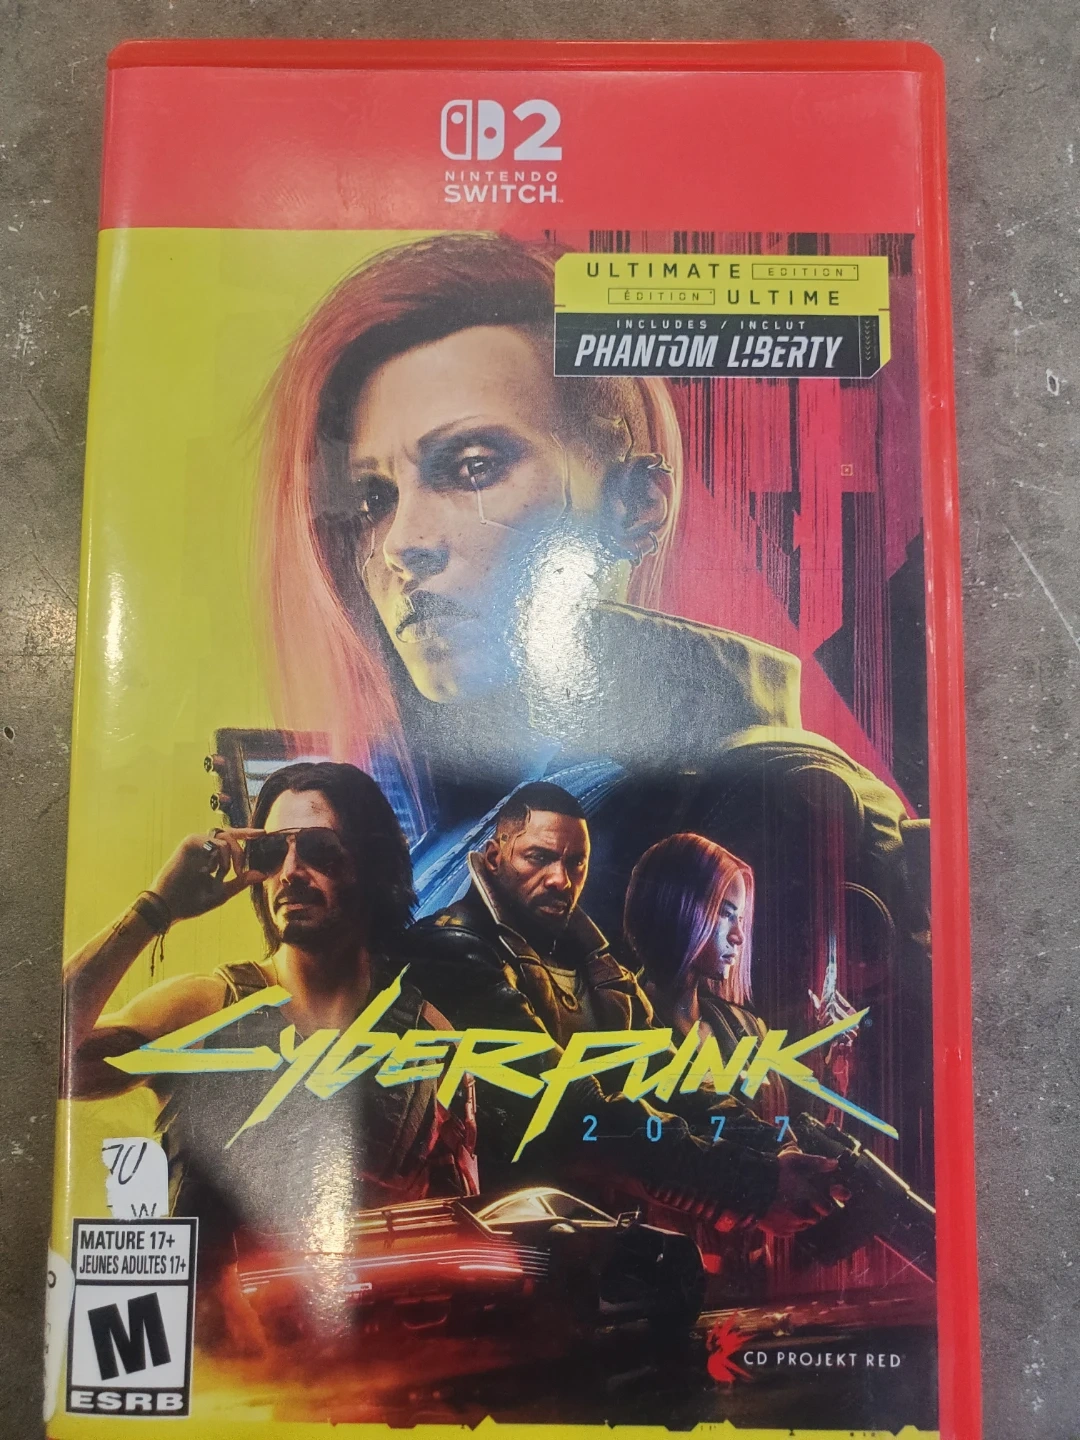 2
NINTENDO
SWITCH
ULTIMATE EDITION
ÉDITION ULTIME
INCLUDES / INCLUT
PHANTOM LIBERTY
CYBERPUNK
2077
70
W
MATURE 17+
JEUNES ADULTES 17+
M
ESRB
CD PROJEKT RED